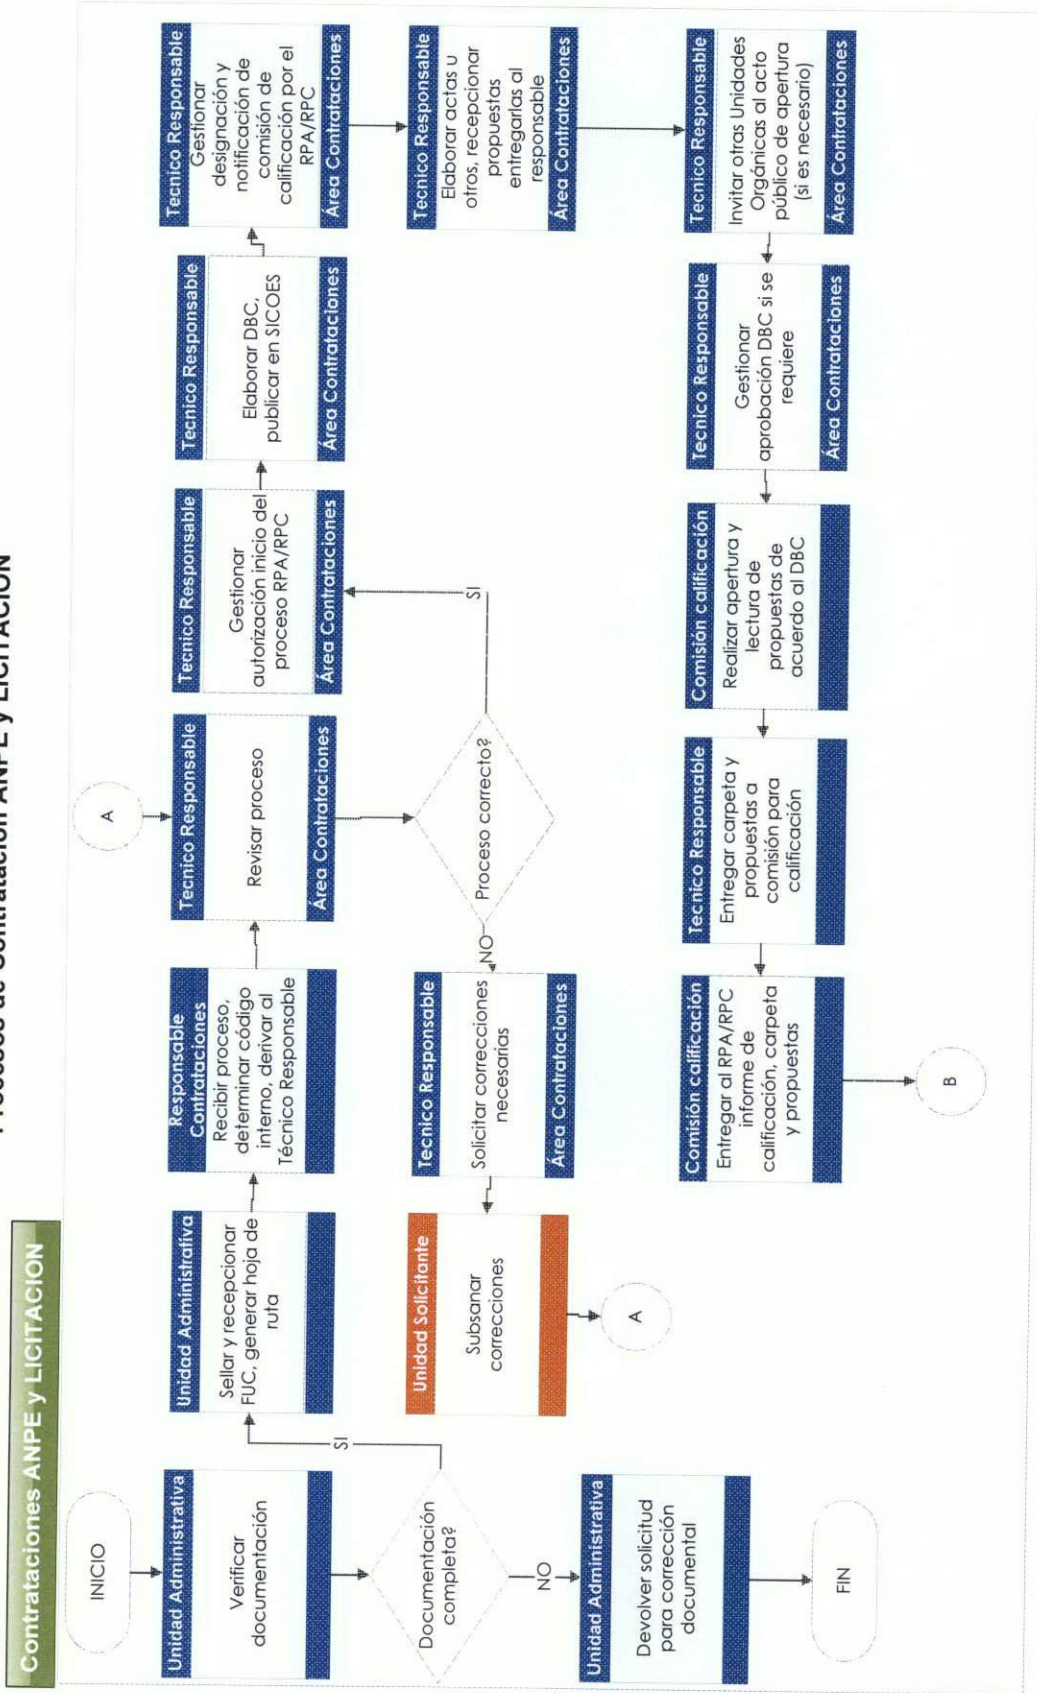 Procesos de Contratación ANPE y LICITACIÓN
Contrataciones ANPE y LICITACION
INICIO
Unidad Administrativa
Verificar
documentación
Documentación
completa?
SI
NO
Unidad Administrativa
Devolver solicitud
para corrección
documental
FIN
Unidad Administrativa
Sellar y recepcionar
FUC, generar hoja de
ruta
Responsable
Contrataciones
Recibir proceso,
determinar código
interno, derivar al
Técnico Responsable
A
Tecnico Responsable
Revisar proceso
Área Contrataciones
Proceso correcto?
NO
SI
Tecnico Responsable
Solicitar correcciones
necesarias
Área Contrataciones
Unidad Solicitante
Subsanar
correcciones
A
Tecnico Responsable
Gestionar
autorización inicio del
proceso RPA/RPC
Área Contrataciones
Tecnico Responsable
Elaborar DBC,
publicar en SICOES
Área Contrataciones
Tecnico Responsable
Gestionar
designación y
notificación de
comisión de
calificación por el
RPA/RPC
Área Contrataciones
Tecnico Responsable
Elaborar actas u
otros, recepcionar
propuestas
entregarlas al
responsable
Área Contrataciones
Tecnico Responsable
Invitar otras Unidades
Orgánicas al acto
público de apertura
(si es necesario)
Área Contrataciones
Tecnico Responsable
Gestionar
aprobación DBC si se
requiere
Área Contrataciones
Comisión calificación
Realizar apertura y
lectura de
propuestas de
acuerdo al DBC
Tecnico Responsable
Entregar carpeta y
propuestas a
comisión para
calificación
Comisión calificación
Entregar al RPA/RPC
informe de
calificación, carpeta
y propuestas
B